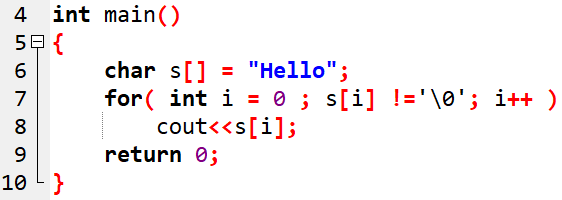 4 int main()
5 {
6 char s[] = "Hello";
7 for( int i = 0 ; s[i] !='\0'; i++ )
8 cout<<s[i];
9 return 0;
10 }